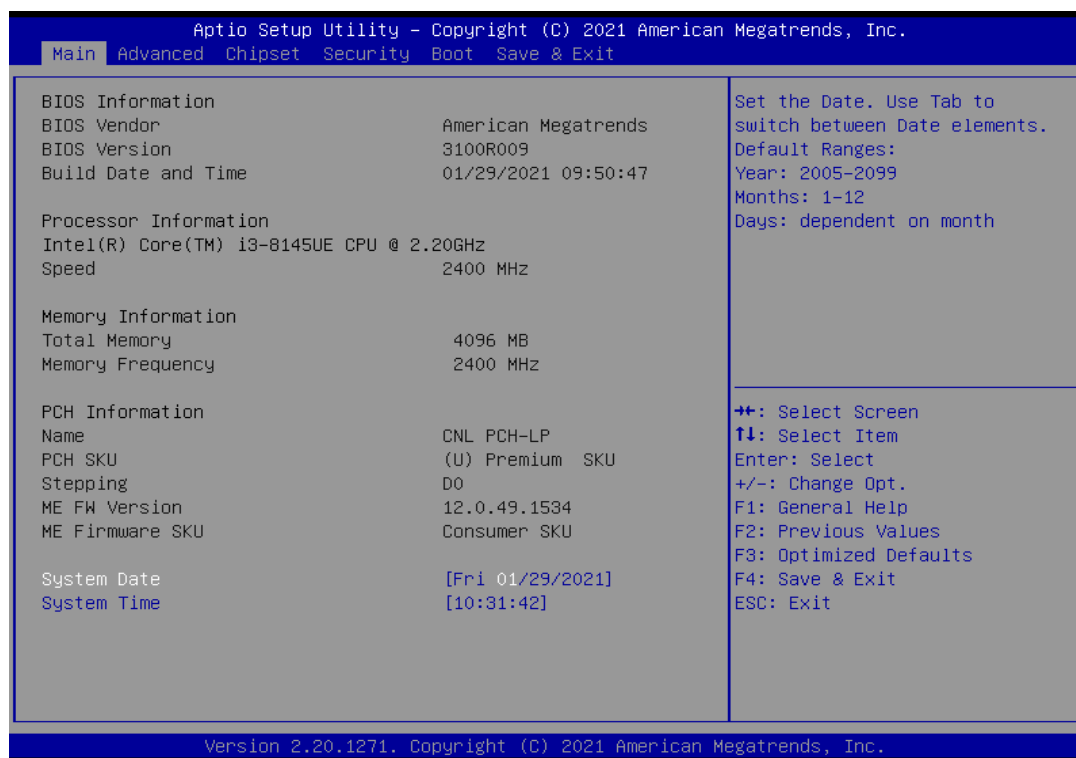 Aptio Setup Utility – Copyright (C) 2021 American Megatrends, Inc.
Main Advanced Chipset Security Boot Save & Exit
BIOS Information
BIOS Vendor American Megatrends
BIOS Version 3100R009
Build Date and Time 01/29/2021 09:50:47
Processor Information
Intel(R) Core(TM) i3-8145UE CPU @ 2.20GHz
Speed 2400 MHz
Memory Information
Total Memory 4096 MB
Memory Frequency 2400 MHz
PCH Information
Name CNL PCH-LP
PCH SKU (U) Premium SKU
Stepping D0
ME FW Version 12.0.49.1534
ME Firmware SKU Consumer SKU
System Date [Fri 01/29/2021]
System Time [10:31:42]
Set the Date. Use Tab to
switch between Date elements.
Default Ranges:
Year: 2005-2099
Months: 1-12
Days: dependent on month
→←: Select Screen
↑↓: Select Item
Enter: Select
+/-: Change Opt.
F1: General Help
F2: Previous Values
F3: Optimized Defaults
F4: Save & Exit
ESC: Exit
Version 2.20.1271. Copyright (C) 2021 American Megatrends, Inc.